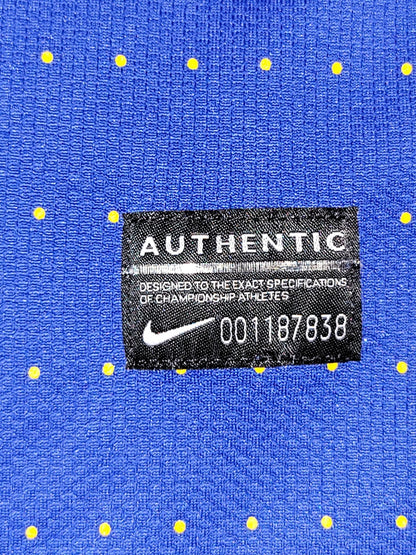 AUTHENTIC
DESIGNED TO THE EXACT SPECIFICATIONS
OF CHAMPIONSHIP ATHLETES
001187838